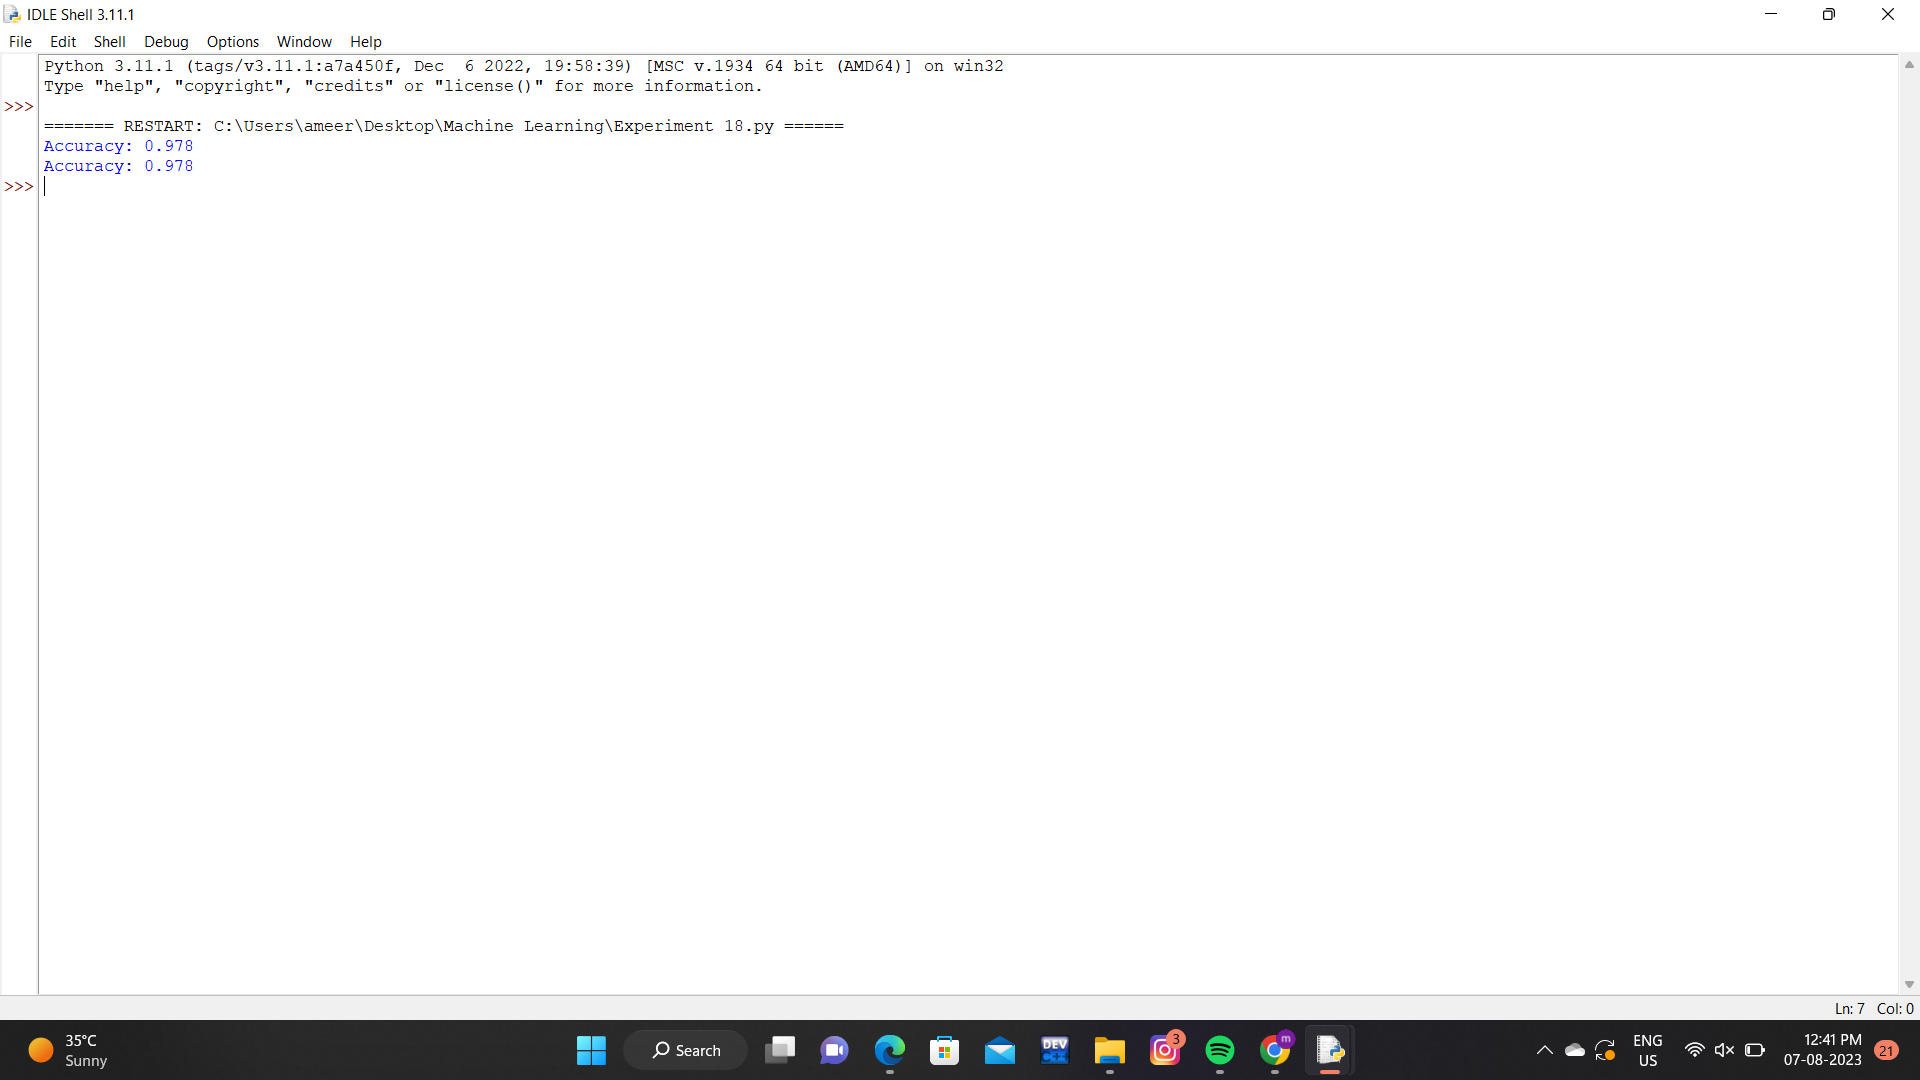 IDLE Shell 3.11.1
File Edit Shell Debug Options Window Help
Python 3.11.1 (tags/v3.11.1:a7a450f, Dec  6 2022, 19:58:39) [MSC v.1934 64 bit (AMD64)] on win32
Type "help", "copyright", "credits" or "license()" for more information.
>>>
======= RESTART: C:\Users\ameer\Desktop\Machine Learning\Experiment 18.py ======
Accuracy: 0.978
Accuracy: 0.978
>>>
Ln: 7 Col: 0
35°C
Sunny
Search
DEV
C++
3
m
ENG
US
12:41 PM
07-08-2023
21